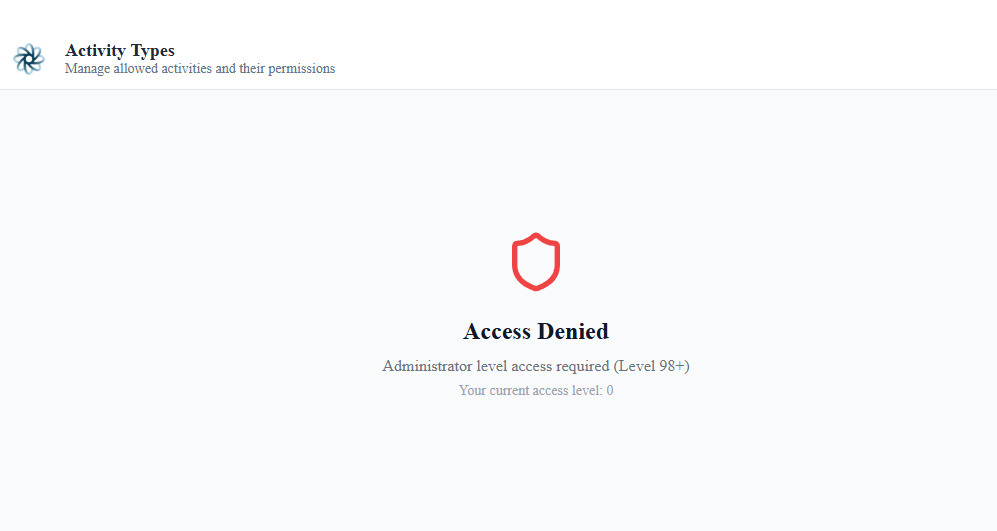 Activity Types
Manage allowed activities and their permissions
Access Denied
Administrator level access required (Level 98+)
Your current access level: 0